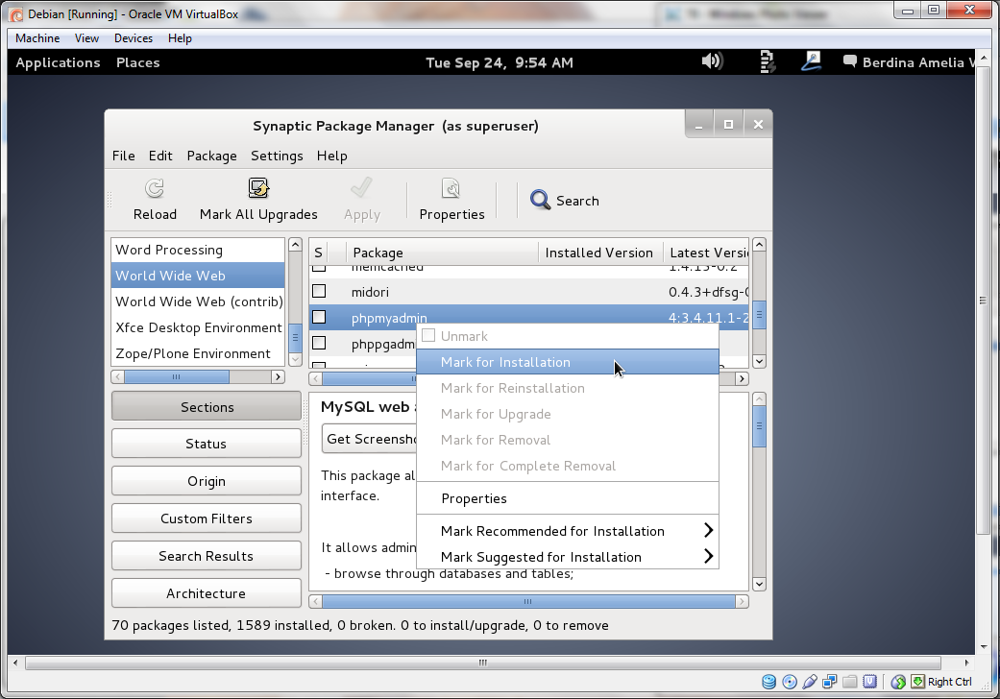 Debian [Running] - Oracle VM VirtualBox
Machine View Devices Help
Applications Places Tue Sep 24, 9:54 AM Berdina Amelia
Synaptic Package Manager (as superuser)
File Edit Package Settings Help
Reload Mark All Upgrades Apply Properties Search
S Package Installed Version Latest
Word Processing
World Wide Web
World Wide Web (contrib)
Xfce Desktop Environment
Zope/Plone Environment
memcached 1.4.13-0.2
midori 0.4.3+dfsg-0
phpmyadmin 4:3.4.11.1-2
phppgadm
Unmark
Mark for Installation
Mark for Reinstallation
Mark for Upgrade
Mark for Removal
Mark for Complete Removal
Properties
Mark Recommended for Installation
Mark Suggested for Installation
Sections
Status
Origin
Custom Filters
Search Results
Architecture
MySQL web
Get Screensho
This package al
interface.
It allows admin
- browse through databases and tables;
70 packages listed, 1589 installed, 0 broken. 0 to install/upgrade, 0 to remove
Right Ctrl